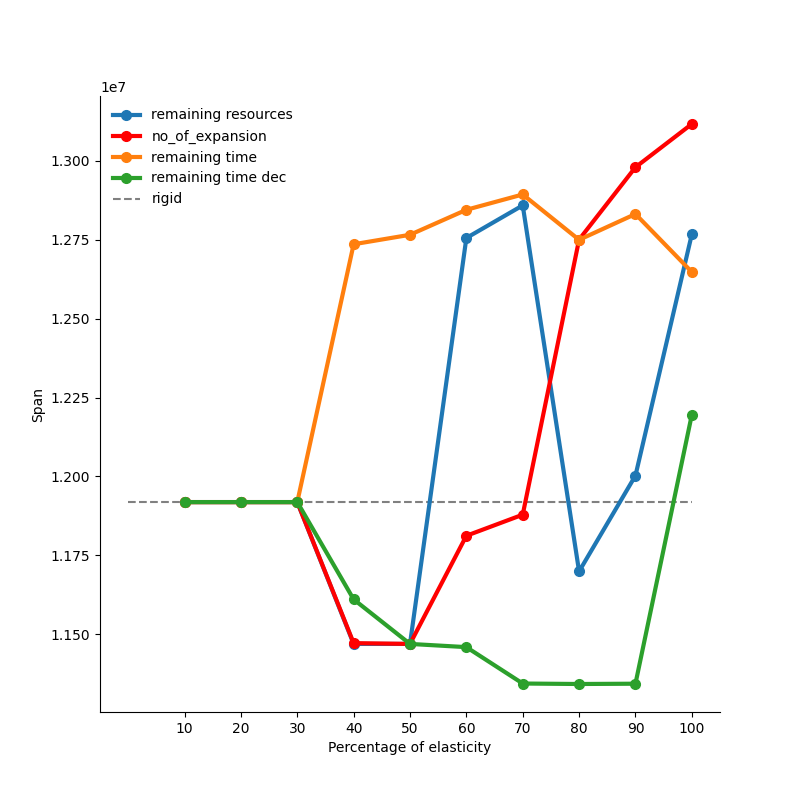 1e7
remaining resources
no_of_expansion
remaining time
remaining time dec
rigid
1.300
1.275
1.250
1.225
1.200
1.175
1.150
Span
10 20 30 40 50 60 70 80 90 100
Percentage of elasticity